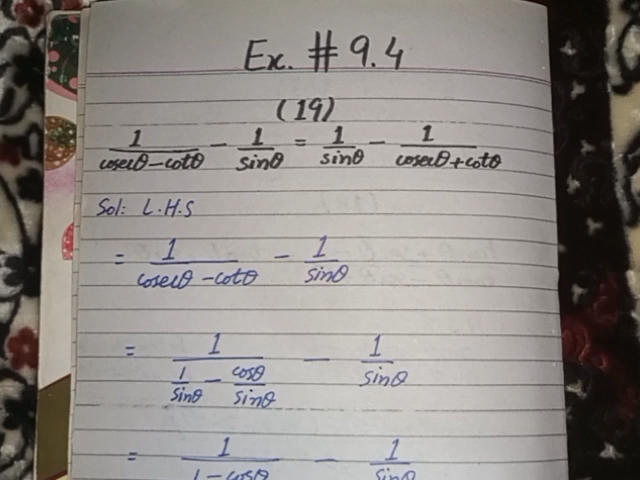 Ex. # 9.4
(19)
1/(cosecθ-cotθ) - 1/sinθ = 1/sinθ - 1/(cosecθ+cotθ)
Sol: L.H.S
= 1/(cosecθ-cotθ) - 1/sinθ
= 1/(1/sinθ - cosθ/sinθ) - 1/sinθ
= 1/(1-cosθ - 1/sinθ